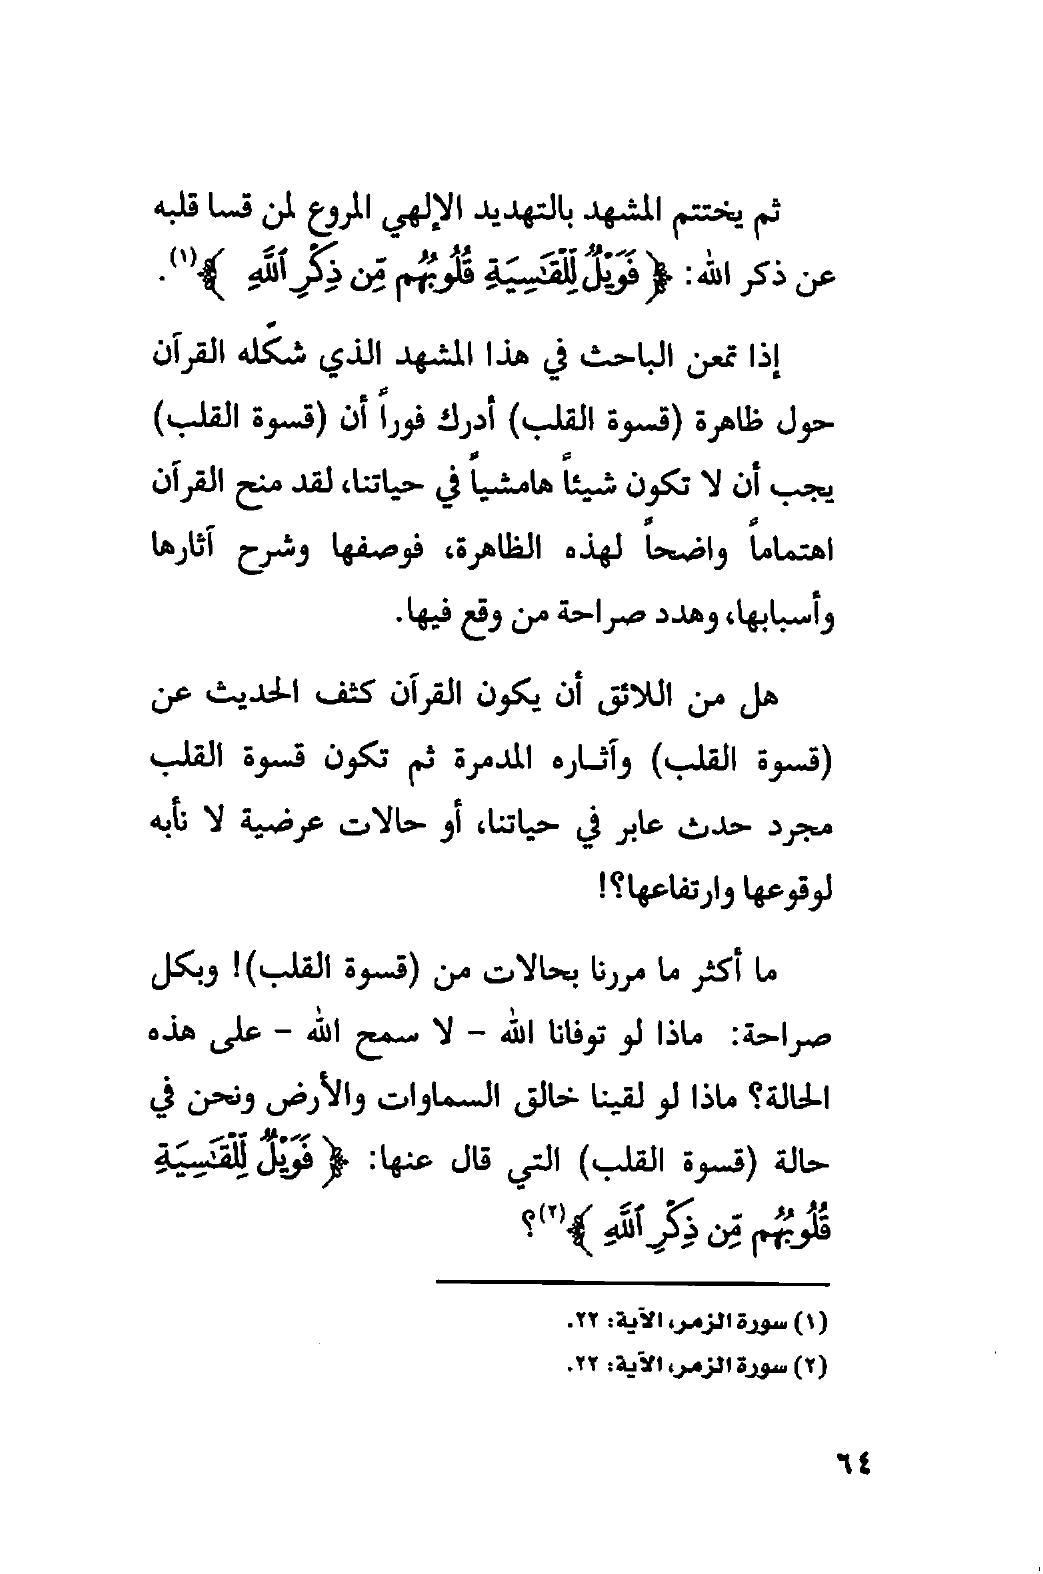 ثم يختتم المشهد بالتهديد الإلهي المروع لمن قسا قلبه
عن ذكر الله: ﴿ فَوَيْلٌ لِّلْقَٰسِيَةِ قُلُوبُهُم مِّن ذِكْرِ ٱللَّهِ ﴾(١).
إذا تمعن الباحث في هذا المشهد الذي شكّله القرآن
حول ظاهرة (قسوة القلب) أدرك فوراً أن (قسوة القلب)
يجب أن لا تكون شيئاً هامشياً في حياتنا، لقد منح القرآن
اهتماماً واضحاً لهذه الظاهرة، فوصفها وشرح آثارها
وأسبابها، وهدد صراحة من وقع فيها.
هل من اللائق أن يكون القرآن كثف الحديث عن
(قسوة القلب) وآثاره المدمرة ثم تكون قسوة القلب
مجرد حدث عابر في حياتنا، أو حالات عرضية لا نأبه
لوقوعها وارتفاعها؟!
ما أكثر ما مررنا بحالات من (قسوة القلب)! وبكل
صراحة: ماذا لو توفانا الله – لا سمح الله – على هذه
الحالة؟ ماذا لو لقينا خالق السماوات والأرض ونحن في
حالة (قسوة القلب) التي قال عنها: ﴿ فَوَيْلٌ لِّلْقَٰسِيَةِ
قُلُوبُهُم مِّن ذِكْرِ ٱللَّهِ ﴾(٢)؟
(١) سورة الزمر، الآية: ٢٢.
(٢) سورة الزمر، الآية: ٢٢.
٦٤